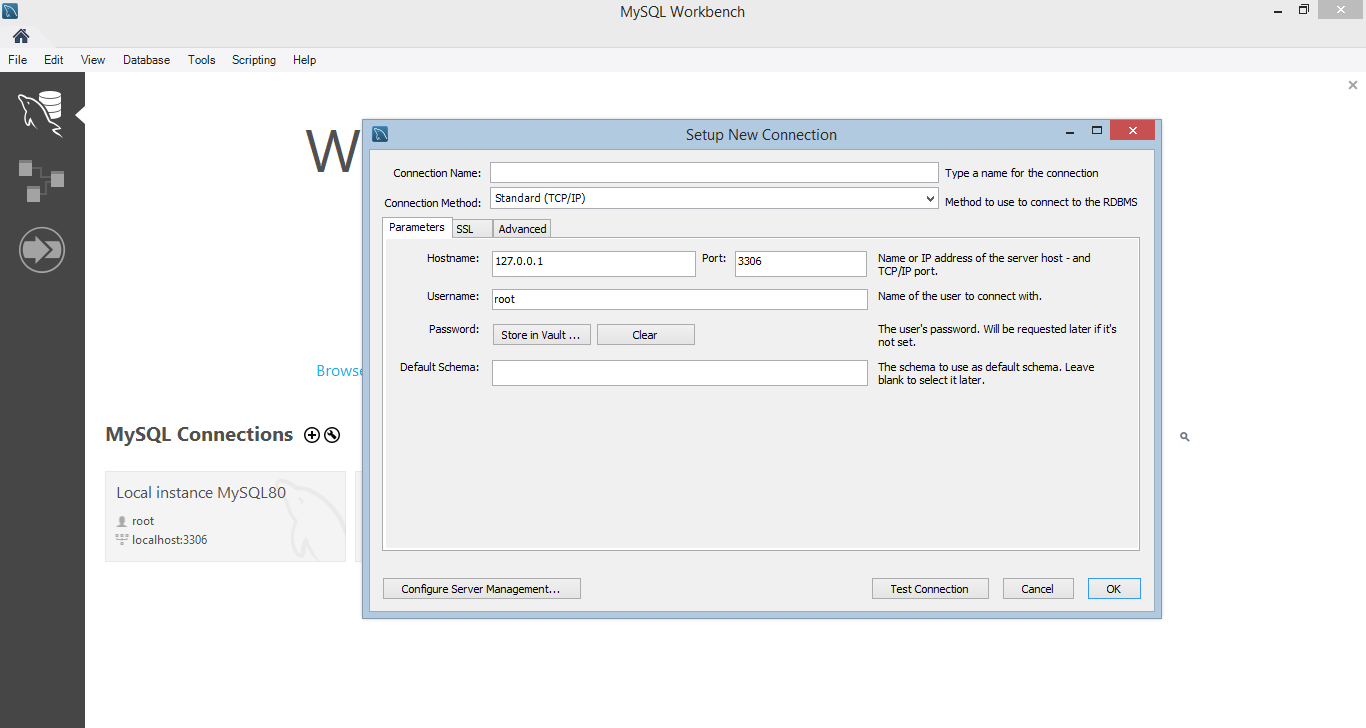 MySQL Workbench
File Edit View Database Tools Scripting Help
W
Setup New Connection
Connection Name: Type a name for the connection
Connection Method: Standard (TCP/IP) Method to use to connect to the RDBMS
Parameters SSL Advanced
Hostname: 127.0.0.1 Port: 3306 Name or IP address of the server host - and
TCP/IP port.
Username: root Name of the user to connect with.
Password: Store in Vault ... Clear The user's password. Will be requested later if it's
not set.
Default Schema: The schema to use as default schema. Leave
blank to select it later.
Browse
MySQL Connections
Local instance MySQL80
root
localhost:3306
Configure Server Management... Test Connection Cancel OK